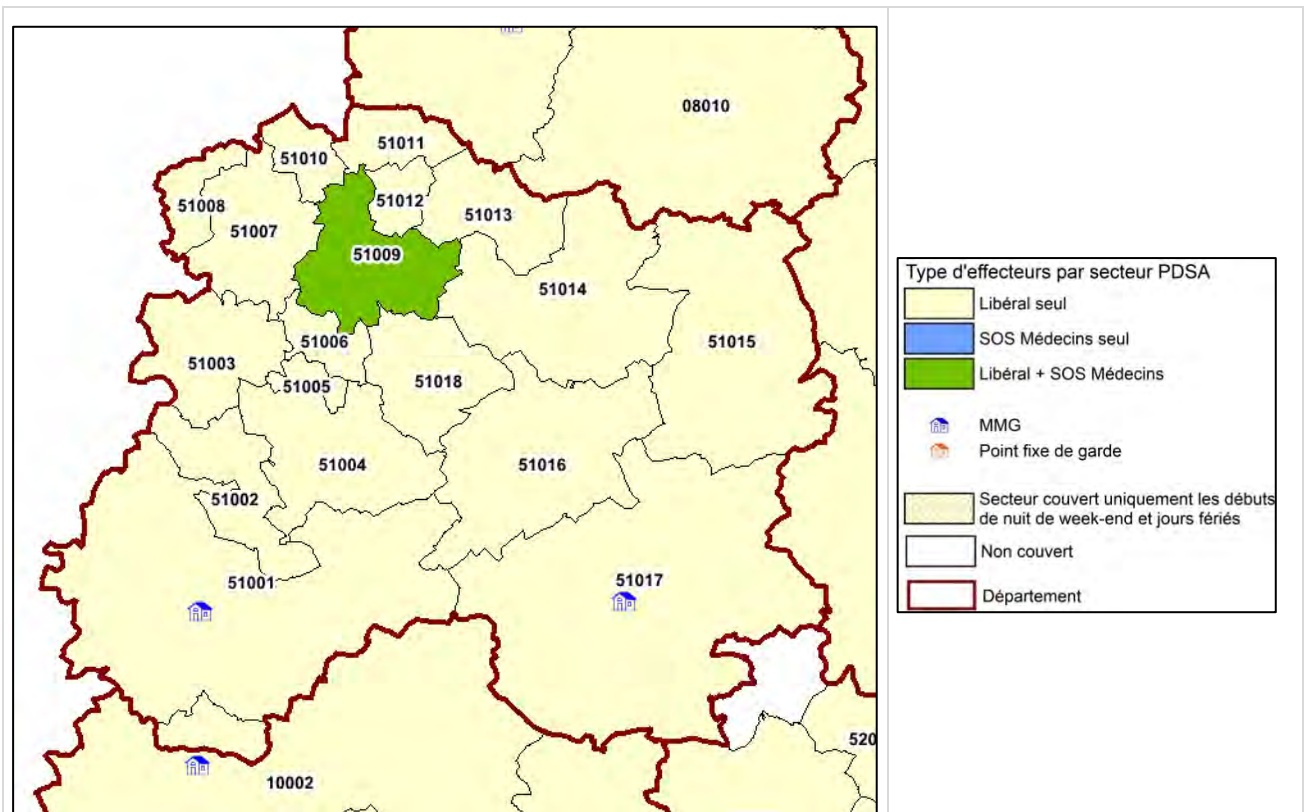 08010
51011
51010
51012
51008
51013
51007
51009
51014
51006
51015
51003
51018
51005
51004
51016
51002
51017
51001
520
10002
Type d'effecteurs par secteur PDSA
Libéral seul
SOS Médecins seul
Libéral + SOS Médecins
MMG
Point fixe de garde
Secteur couvert uniquement les débuts
de nuit de week-end et jours fériés
Non couvert
Département